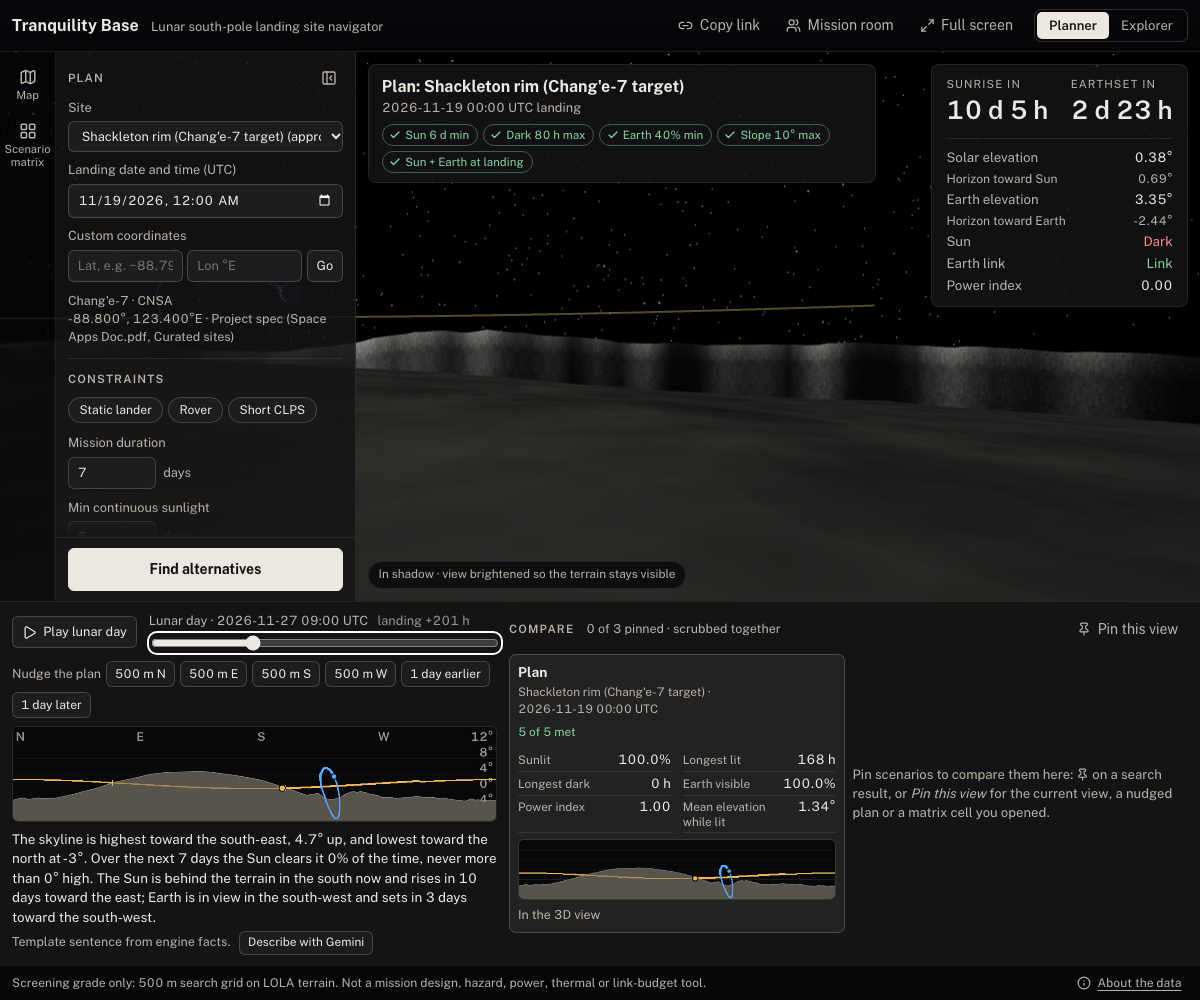 Tranquility Base Lunar south-pole landing site navigator
Copy link
Mission room
Full screen
Planner
Explorer
Map
Scenario
matrix
PLAN
Site
Shackleton rim (Chang'e-7 target) (appro
Landing date and time (UTC)
11/19/2026, 12:00 AM
Custom coordinates
Lat, e.g. −88.79
Lon °E
Go
Chang'e-7 · CNSA
-88.800°, 123.400°E · Project spec (Space
Apps Doc.pdf, Curated sites)
CONSTRAINTS
Static lander
Rover
Short CLPS
Mission duration
7 days
Min continuous sunlight
Find alternatives
Plan: Shackleton rim (Chang'e-7 target)
2026-11-19 00:00 UTC landing
Sun 6 d min
Dark 80 h max
Earth 40% min
Slope 10° max
Sun + Earth at landing
SUNRISE IN
10 d 5 h
EARTHSET IN
2 d 23 h
Solar elevation 0.38°
Horizon toward Sun 0.69°
Earth elevation 3.35°
Horizon toward Earth -2.44°
Sun Dark
Earth link Link
Power index 0.00
In shadow · view brightened so the terrain stays visible
Play lunar day
Lunar day · 2026-11-27 09:00 UTC landing +201 h
Nudge the plan
500 m N
500 m E
500 m S
500 m W
1 day earlier
1 day later
N E S W 12°
8°
4°
0°
4°
The skyline is highest toward the south-east, 4.7° up, and lowest toward the
north at -3°. Over the next 7 days the Sun clears it 0% of the time, never more
than 0° high. The Sun is behind the terrain in the south now and rises in 10
days toward the east; Earth is in view in the south-west and sets in 3 days
toward the south-west.
Template sentence from engine facts.
Describe with Gemini
COMPARE 0 of 3 pinned · scrubbed together
Pin this view
Plan
Shackleton rim (Chang'e-7 target) ·
2026-11-19 00:00 UTC
5 of 5 met
Sunlit 100.0%
Longest lit 168 h
Longest dark 0 h
Earth visible 100.0%
Power index 1.00
Mean elevation
while lit 1.34°
In the 3D view
Pin scenarios to compare them here: on a search
result, or Pin this view for the current view, a nudged
plan or a matrix cell you opened.
Screening grade only: 500 m search grid on LOLA terrain. Not a mission design, hazard, power, thermal or link-budget tool.
About the data